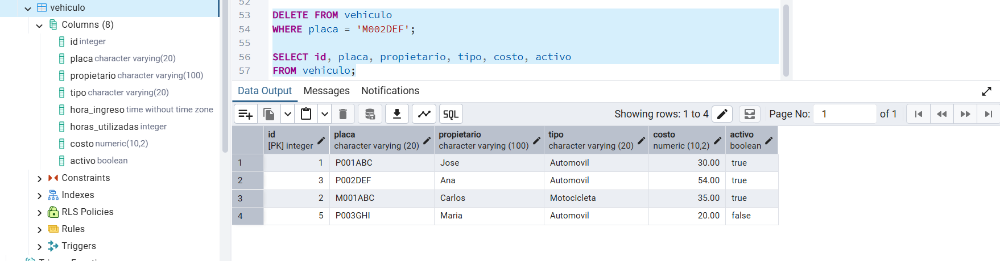 vehiculo
Columns (8)
id integer
placa character varying(20)
propietario character varying(100)
tipo character varying(20)
hora_ingreso time without time zone
horas_utilizadas integer
costo numeric(10,2)
activo boolean
Constraints
Indexes
RLS Policies
Rules
Triggers
52
53 DELETE FROM vehiculo
54 WHERE placa = 'M002DEF';
55
56 SELECT id, placa, propietario, tipo, costo, activo
57 FROM vehiculo;
Data Output Messages Notifications
SQL Showing rows: 1 to 4 Page No: 1 of 1
id placa propietario tipo costo activo
[PK] integer character varying (20) character varying (100) character varying (20) numeric (10,2) boolean
1 1 P001ABC Jose Automovil 30.00 true
2 3 P002DEF Ana Automovil 54.00 true
3 2 M001ABC Carlos Motocicleta 35.00 true
4 5 P003GHI Maria Automovil 20.00 false